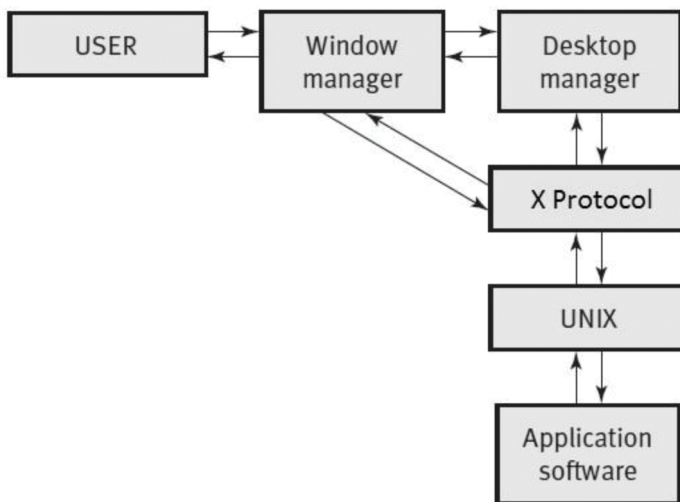 USER
Window
manager
Desktop
manager
X Protocol
UNIX
Application
software